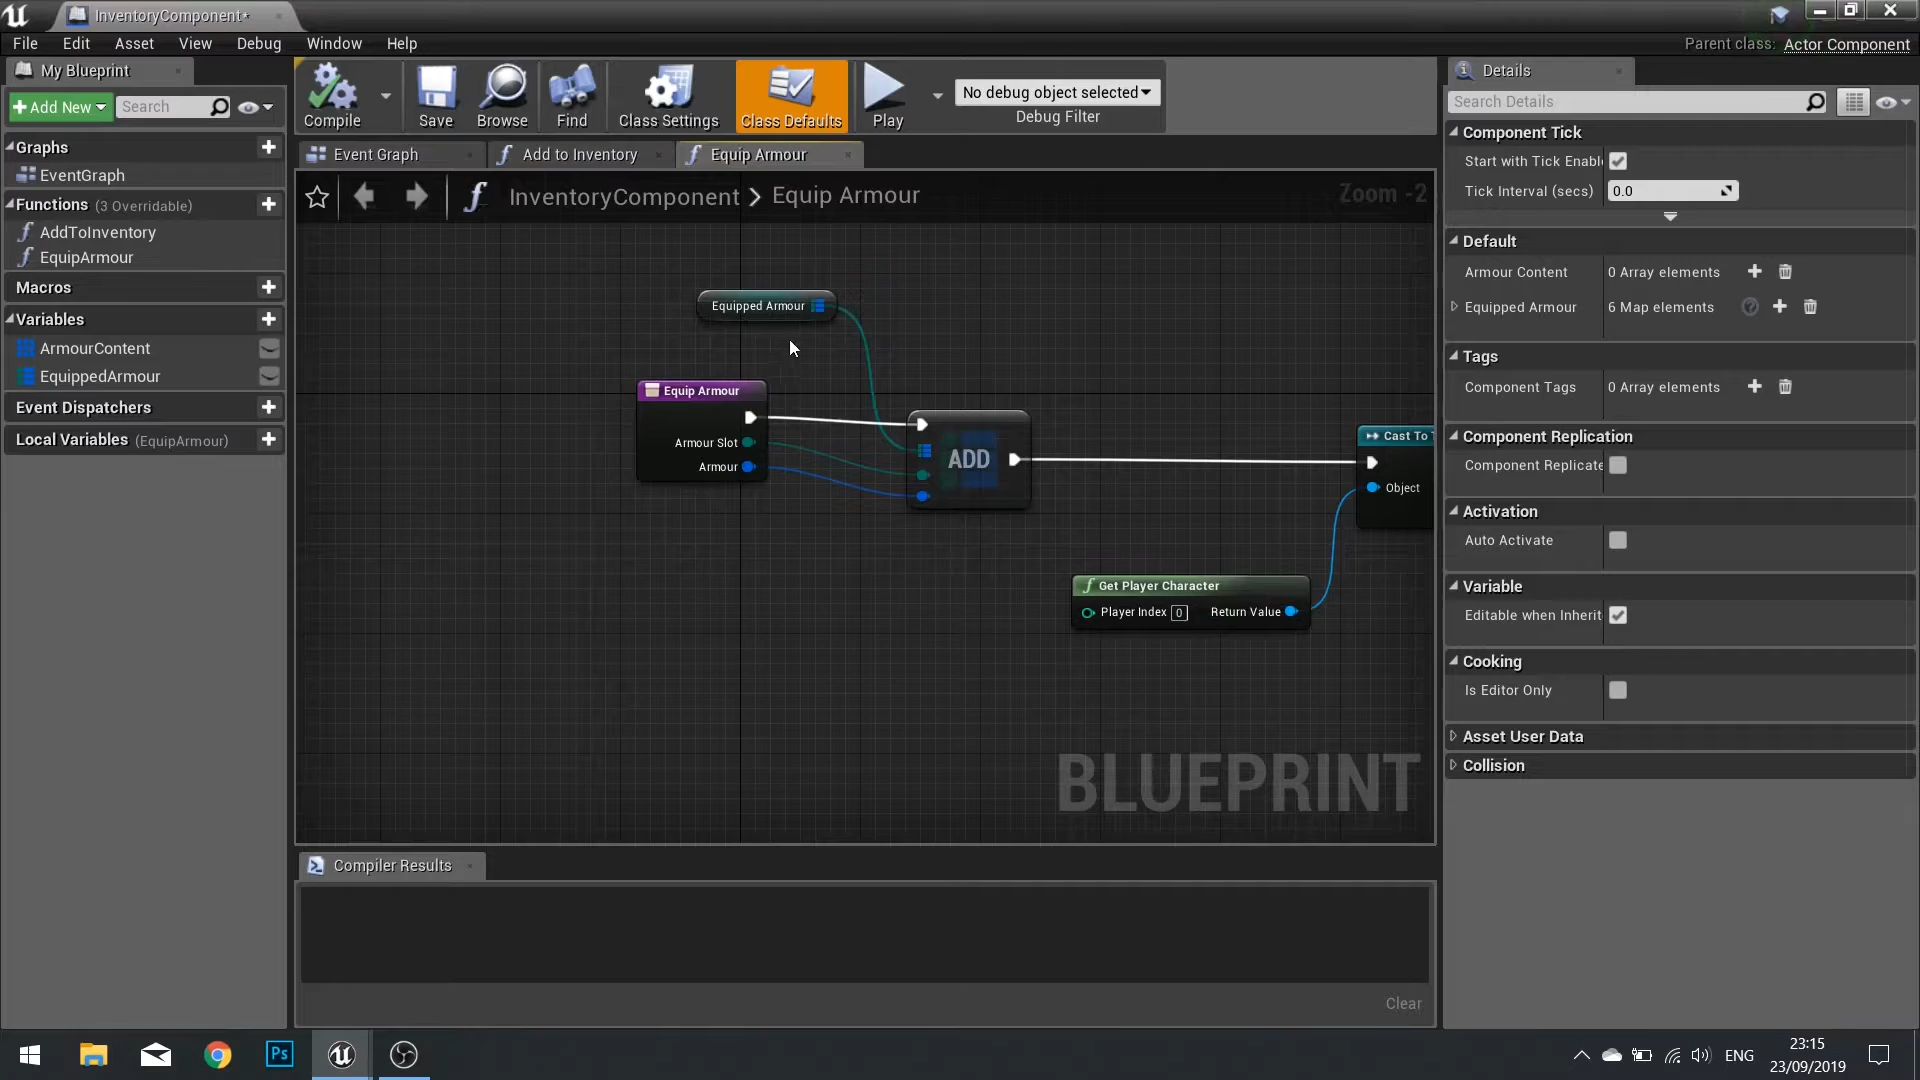 InventoryComponent*
File Edit Asset View Debug Window Help
Parent class: Actor Component
My Blueprint
Add New
Search
Graphs
EventGraph
Functions (3 Overridable)
AddToInventory
EquipArmour
Macros
Variables
ArmourContent
EquippedArmour
Event Dispatchers
Local Variables (EquipArmour)
Compile
Save
Browse
Find
Class Settings
Class Defaults
Play
No debug object selected
Debug Filter
Event Graph
Add to Inventory
Equip Armour
InventoryComponent > Equip Armour
Zoom -2
Equipped Armour
Equip Armour
Armour Slot
Armour
ADD
Cast To T
Object
Get Player Character
Player Index 0 Return Value
BLUEPRINT
Compiler Results
Clear
Details
Search Details
Component Tick
Start with Tick Enabl
Tick Interval (secs) 0.0
Default
Armour Content 0 Array elements
Equipped Armour 6 Map elements
Tags
Component Tags 0 Array elements
Component Replication
Component Replicate
Activation
Auto Activate
Variable
Editable when Inherit
Cooking
Is Editor Only
Asset User Data
Collision
Ps
ENG
23:15
23/09/2019